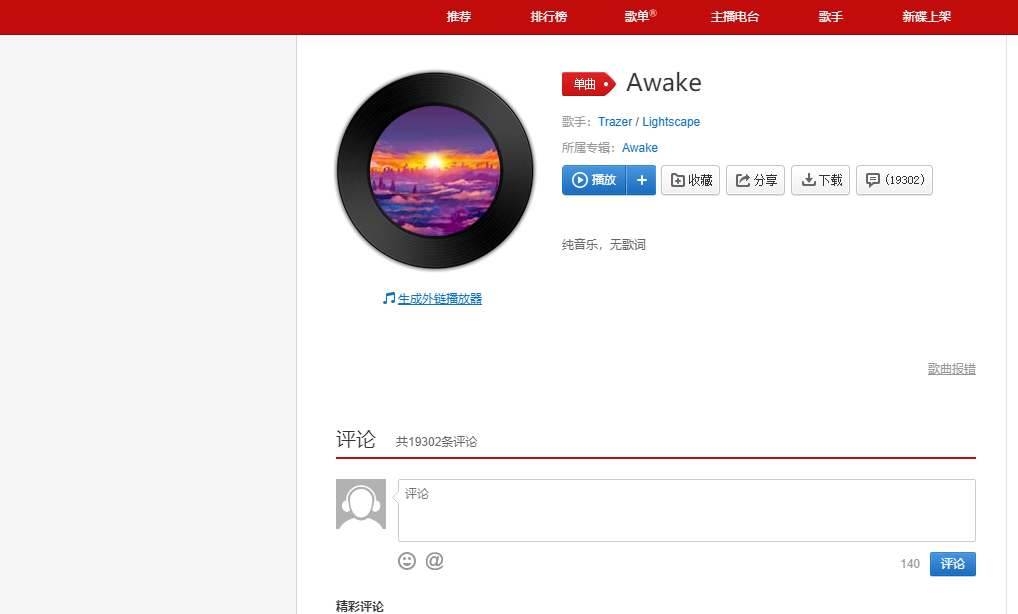 推荐 排行榜 歌单® 主播电台 歌手 新碟上架
单曲 Awake
歌手：Trazer / Lightscape
所属专辑：Awake
播放 + 收藏 分享 下载 (19302)
纯音乐，无歌词
生成外链播放器
歌曲报错
评论 共19302条评论
评论
@ 140 评论
精彩评论